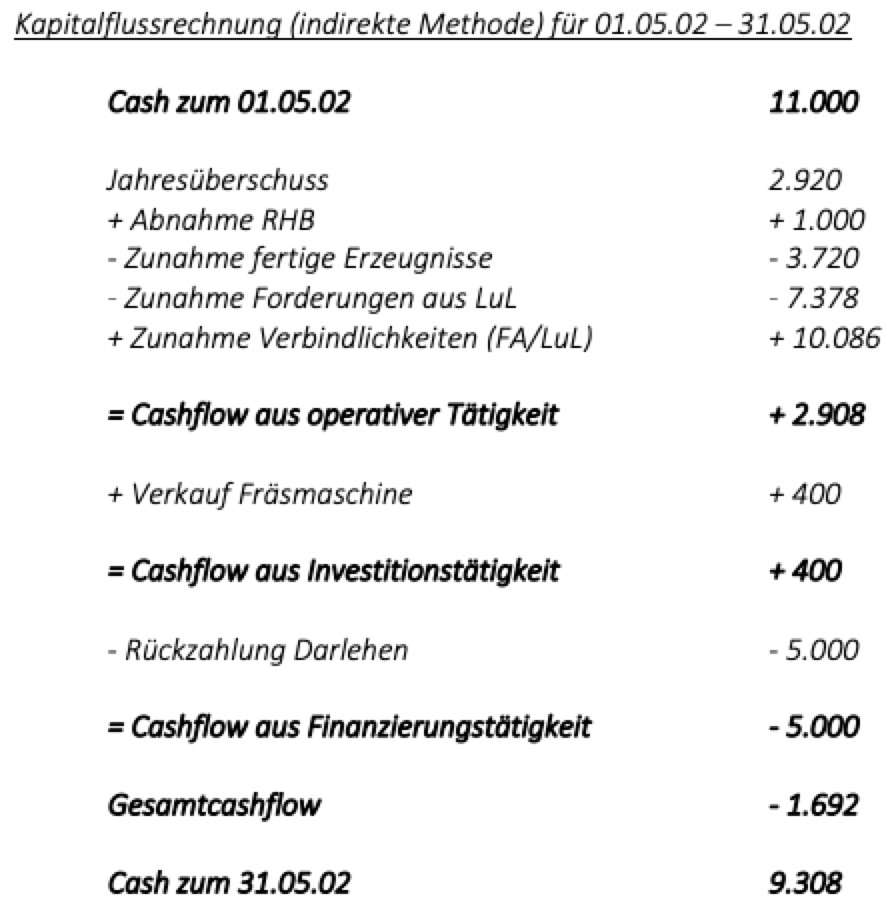 Kapitalflussrechnung (indirekte Methode) für 01.05.02 – 31.05.02
Cash zum 01.05.02 11.000
Jahresüberschuss 2.920
+ Abnahme RHB + 1.000
- Zunahme fertige Erzeugnisse - 3.720
- Zunahme Forderungen aus LuL - 7.378
+ Zunahme Verbindlichkeiten (FA/LuL) + 10.086
= Cashflow aus operativer Tätigkeit + 2.908
+ Verkauf Fräsmaschine + 400
= Cashflow aus Investitionstätigkeit + 400
- Rückzahlung Darlehen - 5.000
= Cashflow aus Finanzierungstätigkeit - 5.000
Gesamtcashflow - 1.692
Cash zum 31.05.02 9.308